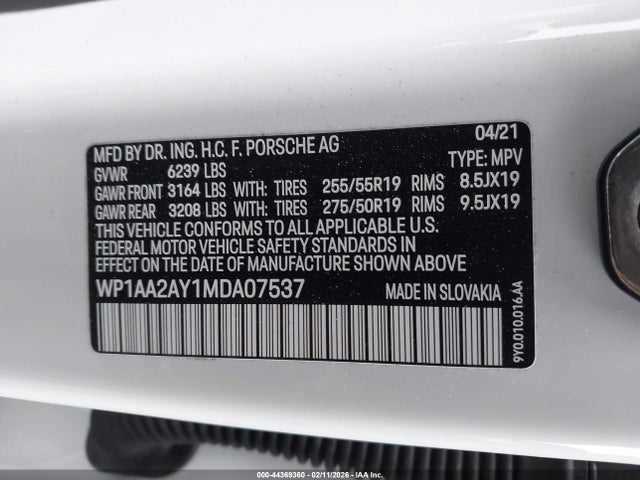 MFD BY DR. ING. H.C. F. PORSCHE AG 04/21
GVWR 6239 LBS TYPE: MPV
GAWR FRONT 3164 LBS WITH: TIRES 255/55R19 RIMS 8.5JX19
GAWR REAR 3208 LBS WITH: TIRES 275/50R19 RIMS 9.5JX19
THIS VEHICLE CONFORMS TO ALL APPLICABLE U.S.
FEDERAL MOTOR VEHICLE SAFETY STANDARDS IN
EFFECT ON THE DATE OF MANUFACTURE SHOWN ABOVE
WP1AA2AY1MDA07537 MADE IN SLOVAKIA
9Y0.010.016.AA
000-44369360 - 02/11/2026 - IAA Inc.